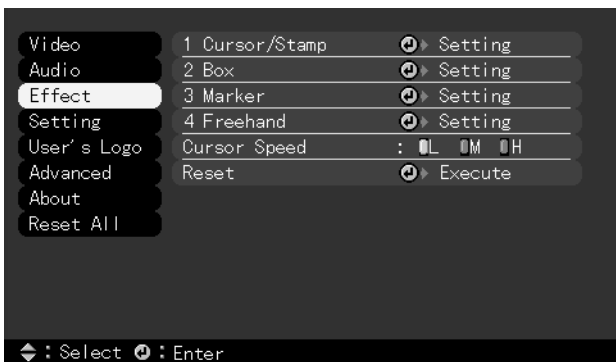 Video
Audio
Effect
Setting
User's Logo
Advanced
About
Reset All
1 Cursor/Stamp Setting
2 Box Setting
3 Marker Setting
4 Freehand Setting
Cursor Speed : L M H
Reset Execute
: Select : Enter